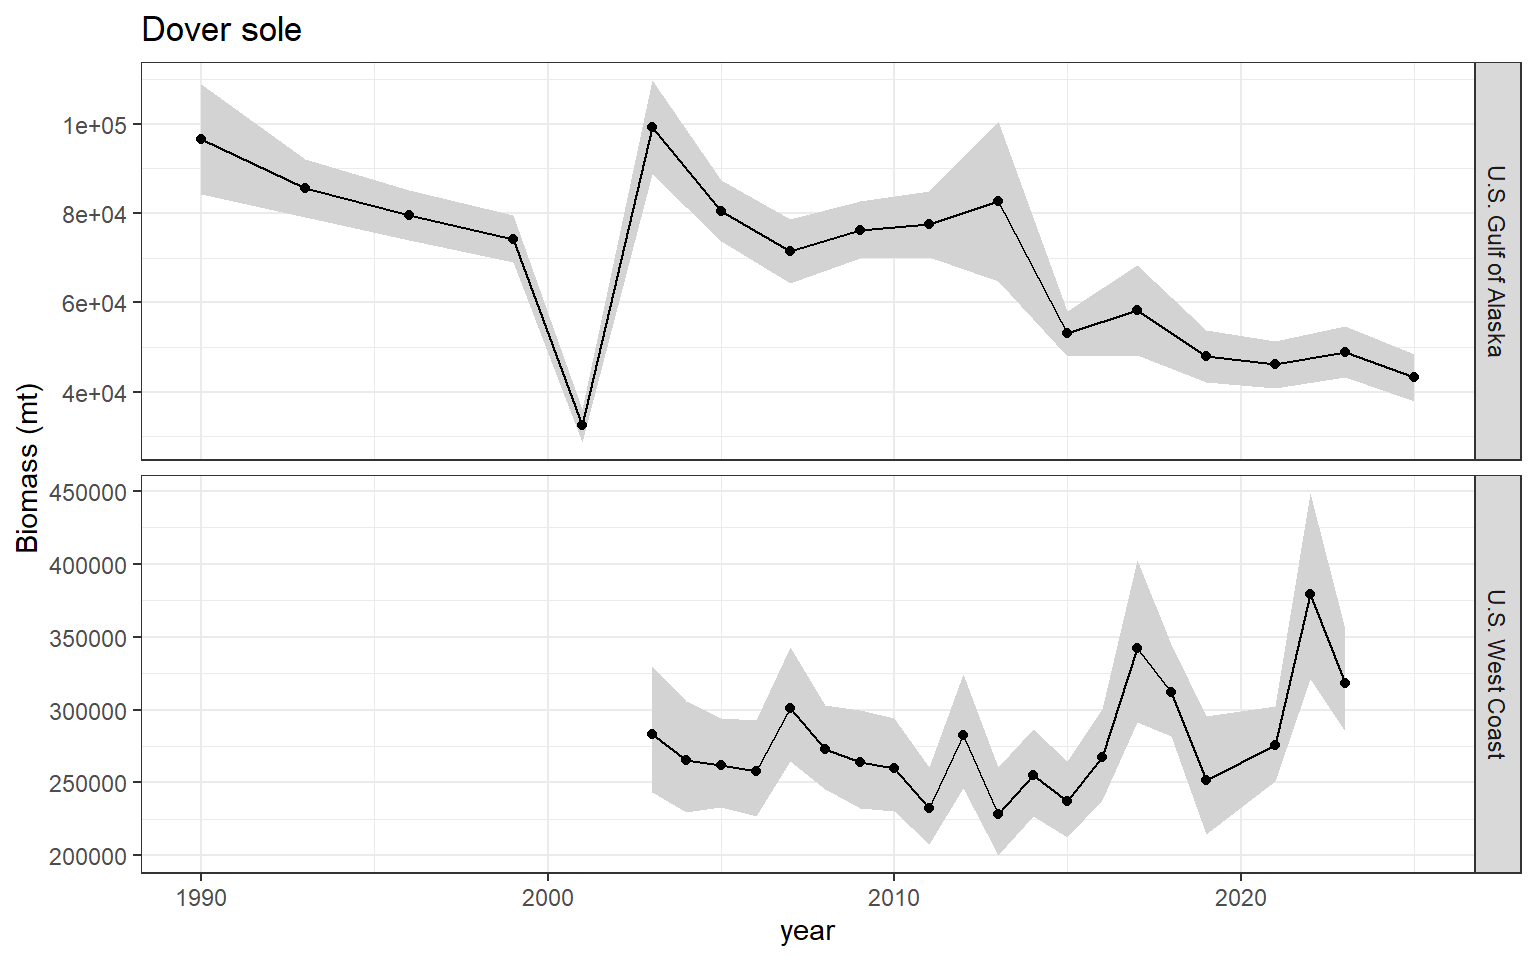 Dover sole
Biomass (mt)
1e+05
8e+04
6e+04
4e+04
U.S. Gulf of Alaska
450000
400000
350000
300000
250000
200000
U.S. West Coast
1990 2000 2010 2020
year